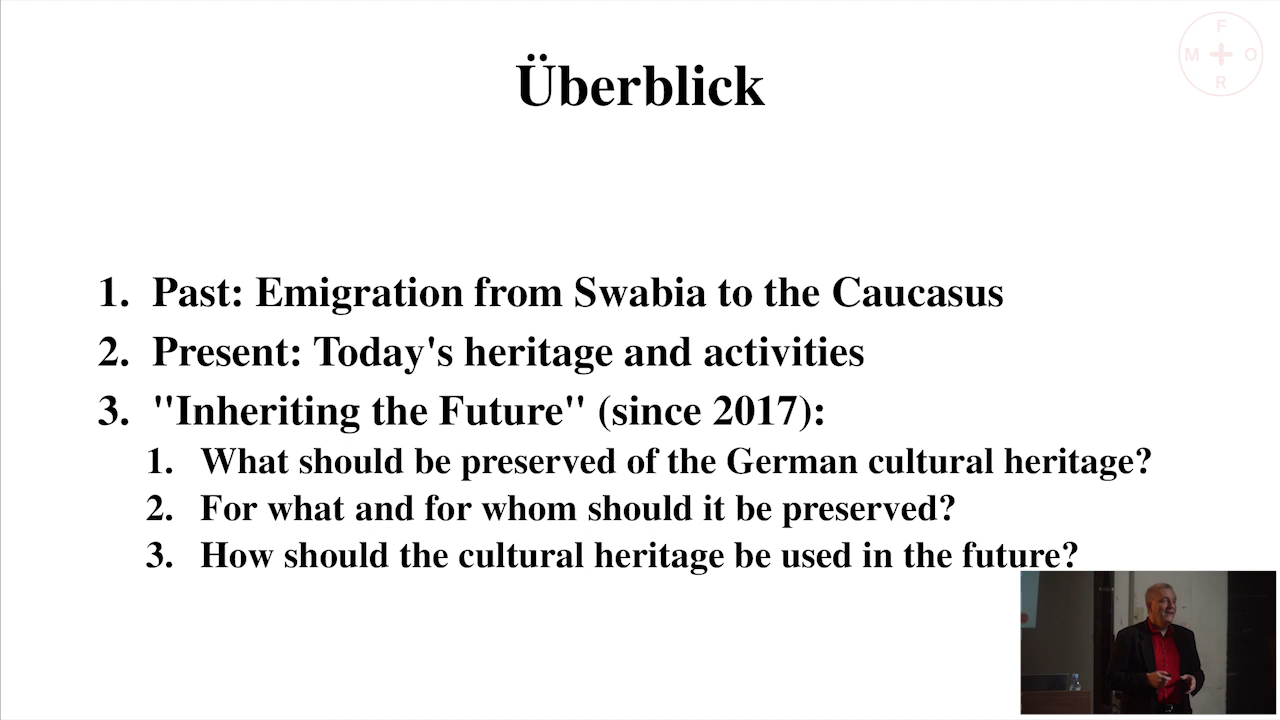 F
M O
R
Überblick
1. Past: Emigration from Swabia to the Caucasus
2. Present: Today's heritage and activities
3. "Inheriting the Future" (since 2017):
1. What should be preserved of the German cultural heritage?
2. For what and for whom should it be preserved?
3. How should the cultural heritage be used in the future?